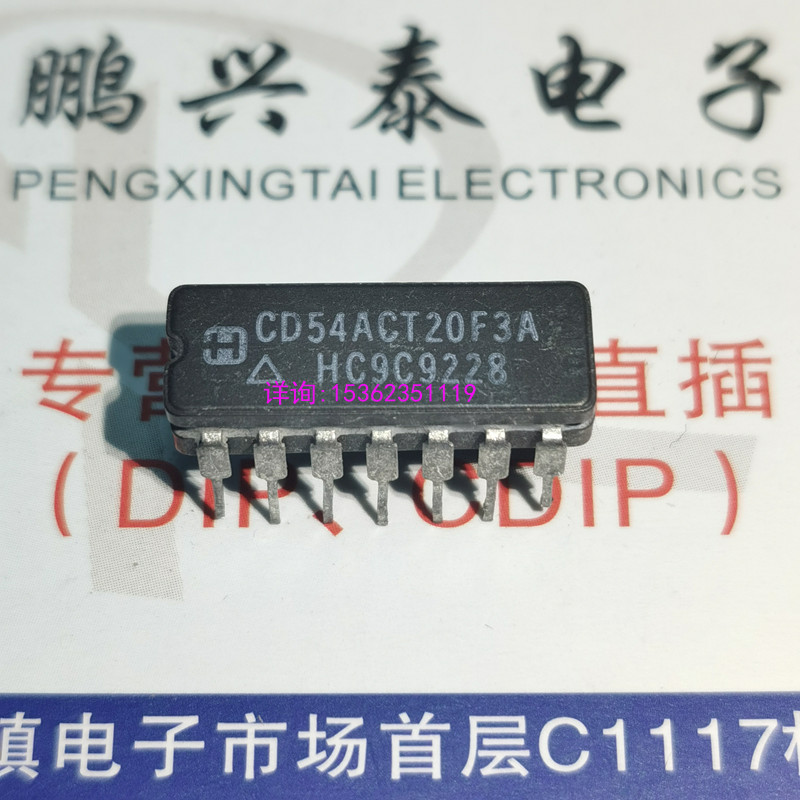 鹏兴泰电子
PENGXINGTAI ELECTRONICS
CD54ACT20F3A
HC9C9228
详询:15362351119
专营 直插
(DIP、CDIP)
镇电子市场首层C1117